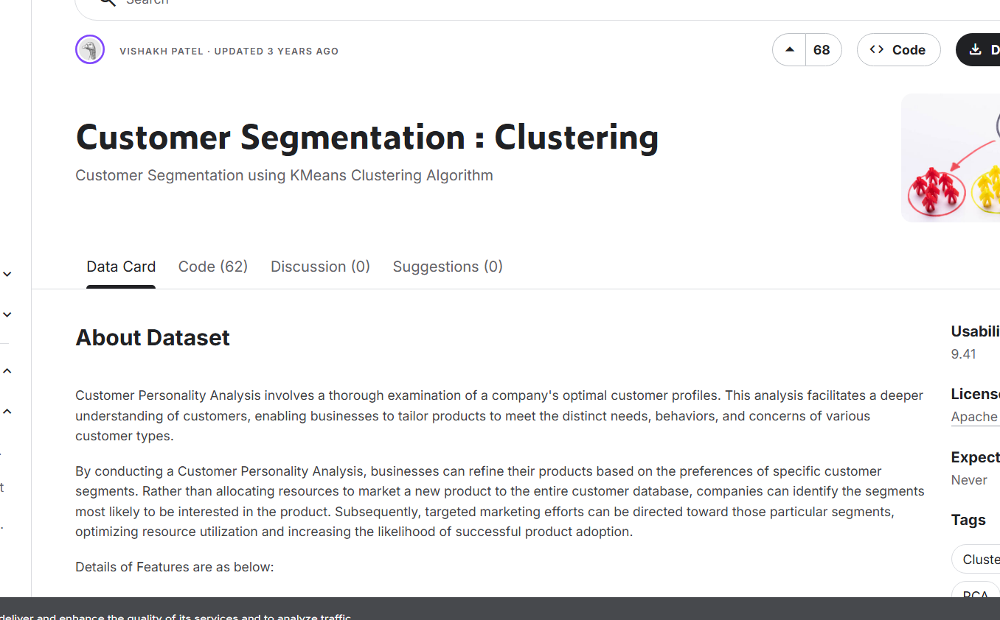 Search
VISHAKH PATEL · UPDATED 3 YEARS AGO
68
Code
D
Customer Segmentation : Clustering
Customer Segmentation using KMeans Clustering Algorithm
Data Card
Code (62)
Discussion (0)
Suggestions (0)
About Dataset
Customer Personality Analysis involves a thorough examination of a company's optimal customer profiles. This analysis facilitates a deeper
understanding of customers, enabling businesses to tailor products to meet the distinct needs, behaviors, and concerns of various
customer types.
By conducting a Customer Personality Analysis, businesses can refine their products based on the preferences of specific customer
segments. Rather than allocating resources to market a new product to the entire customer database, companies can identify the segments
most likely to be interested in the product. Subsequently, targeted marketing efforts can be directed toward those particular segments,
optimizing resource utilization and increasing the likelihood of successful product adoption.
Details of Features are as below:
Usabili
9.41
License
Apache
Expect
Never
Tags
Cluste
PCA
t
deliver and enhance the quality of its services and to analyze traffic.